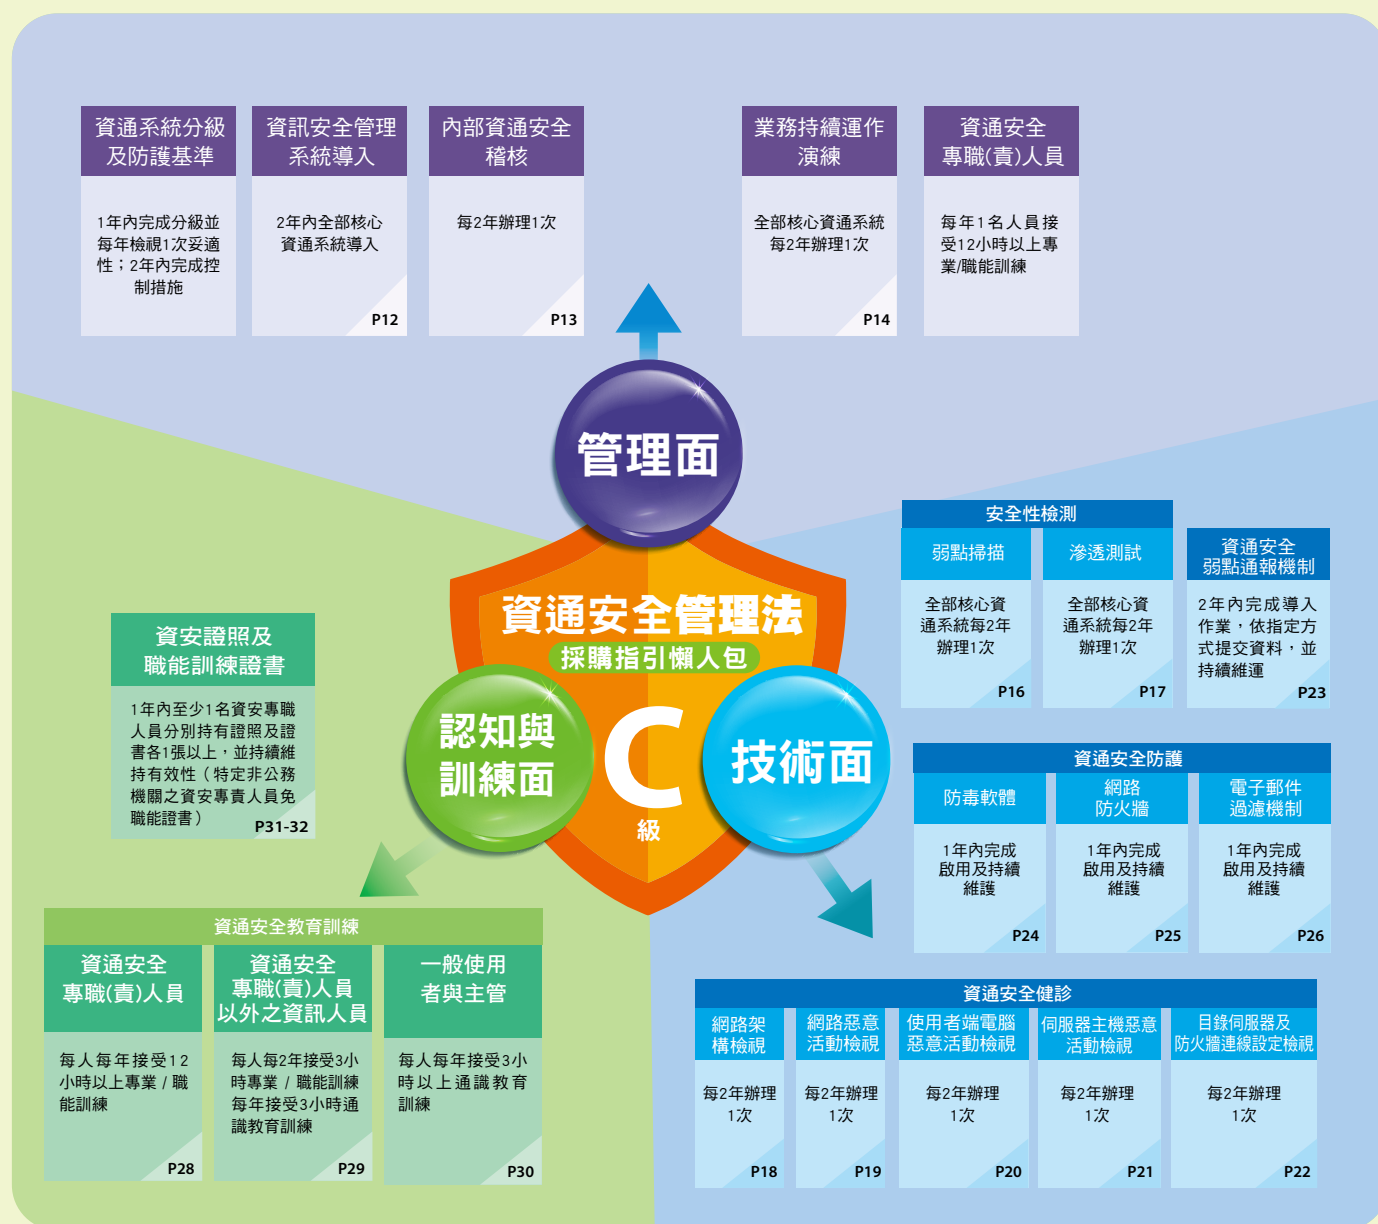 資通系統分級
及防護基準
1年內完成分級並
每年檢視1次妥適
性；2年內完成控
制措施
資訊安全管理
系統導入
2年內全部核心
資通系統導入
P12
內部資通安全
稽核
每2年辦理1次
P13
業務持續運作
演練
全部核心資通系統
每2年辦理1次
P14
資通安全
專職(責)人員
每年1名人員接
受12小時以上專
業/職能訓練
管理面
資通安全管理法
採購指引懶人包
C
級
認知與
訓練面
技術面
安全性檢測
弱點掃描
全部核心資
通系統每2年
辦理1次
P16
滲透測試
全部核心資
通系統每2年
辦理1次
P17
資通安全
弱點通報機制
2年內完成導入
作業，依指定方
式提交資料，並
持續維運
P23
資安證照及
職能訓練證書
1年內至少1名資安專職
人員分別持有證照及證
書各1張以上，並持續維
持有效性（特定非公務
機關之資安專責人員免
職能證書）
P31-32
資通安全防護
防毒軟體
1年內完成
啟用及持續
維護
P24
網路
防火牆
1年內完成
啟用及持續
維護
P25
電子郵件
過濾機制
1年內完成
啟用及持續
維護
P26
資通安全教育訓練
資通安全
專職(責)人員
每人每年接受12
小時以上專業 / 職
能訓練
P28
資通安全
專職(責)人員
以外之資訊人員
每人每2年接受3小
時專業 / 職能訓練
每年接受3小時通
識教育訓練
P29
一般使用
者與主管
每人每年接受3小
時以上通識教育
訓練
P30
資通安全健診
網路架
構檢視
每2年辦理
1次
P18
網路惡意
活動檢視
每2年辦理
1次
P19
使用者端電腦
惡意活動檢視
每2年辦理
1次
P20
伺服器主機惡意
活動檢視
每2年辦理
1次
P21
目錄伺服器及
防火牆連線設定檢視
每2年辦理
1次
P22